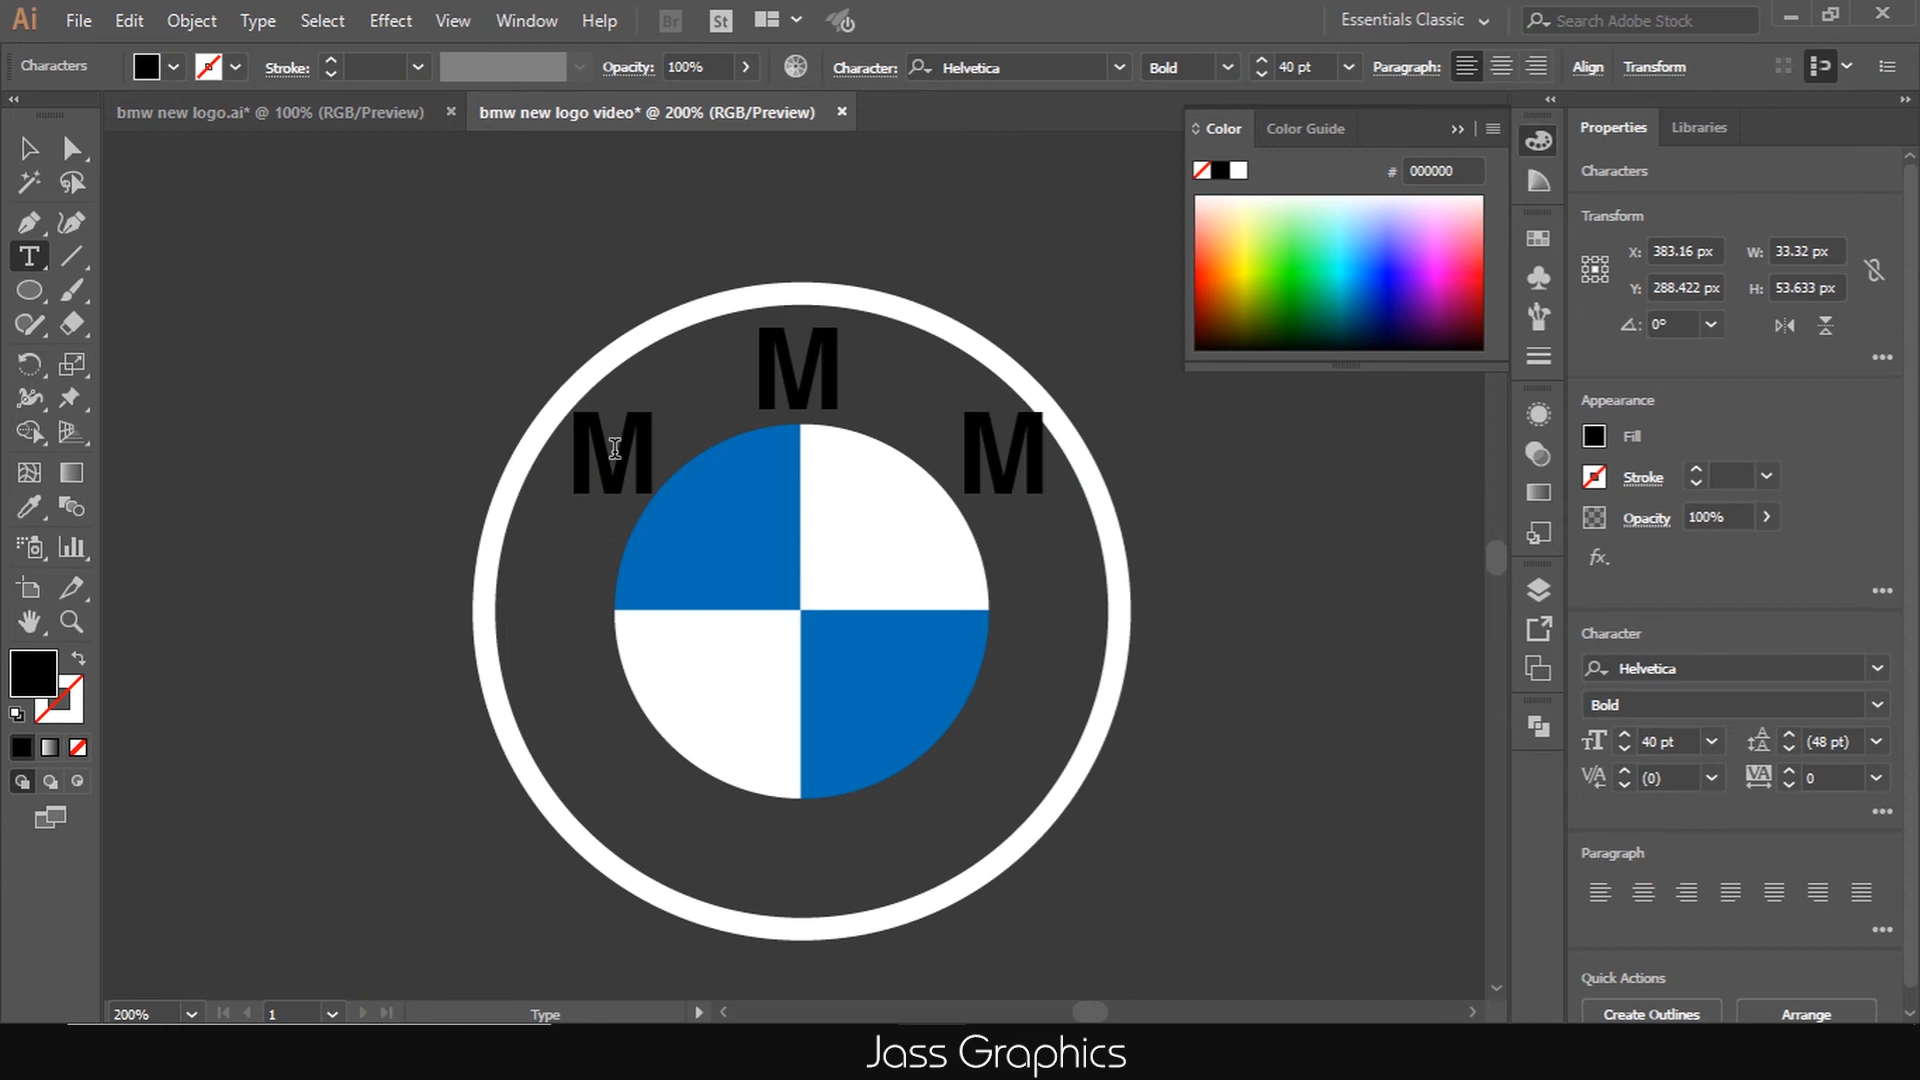 Ai File Edit Object Type Select Effect View Window Help Br St Essentials Classic Search Adobe Stock
Characters Stroke: Opacity: 100% Character: Helvetica Bold 40 pt Paragraph: Align Transform
bmw new logo.ai* @ 100% (RGB/Preview) bmw new logo video* @ 200% (RGB/Preview)
Color Color Guide
# 000000
M
M M
Properties Libraries
Characters
Transform
X: 383.16 px W: 33.32 px
Y: 288.422 px H: 53.633 px
0°
Appearance
Fill
Stroke
Opacity 100%
fx
Character
Helvetica
Bold
40 pt (48 pt)
(0) 0
Paragraph
Quick Actions
Create Outlines Arrange
200% 1 Type
Jass Graphics